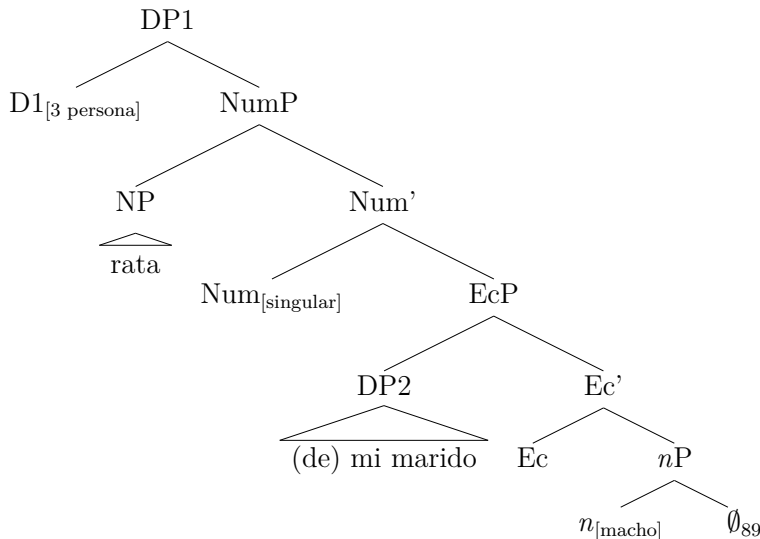 DP1
D1[3 persona] NumP
NP Num'
rata
Num[singular] EcP
DP2 Ec'
(de) mi marido Ec nP
n[macho] ∅89